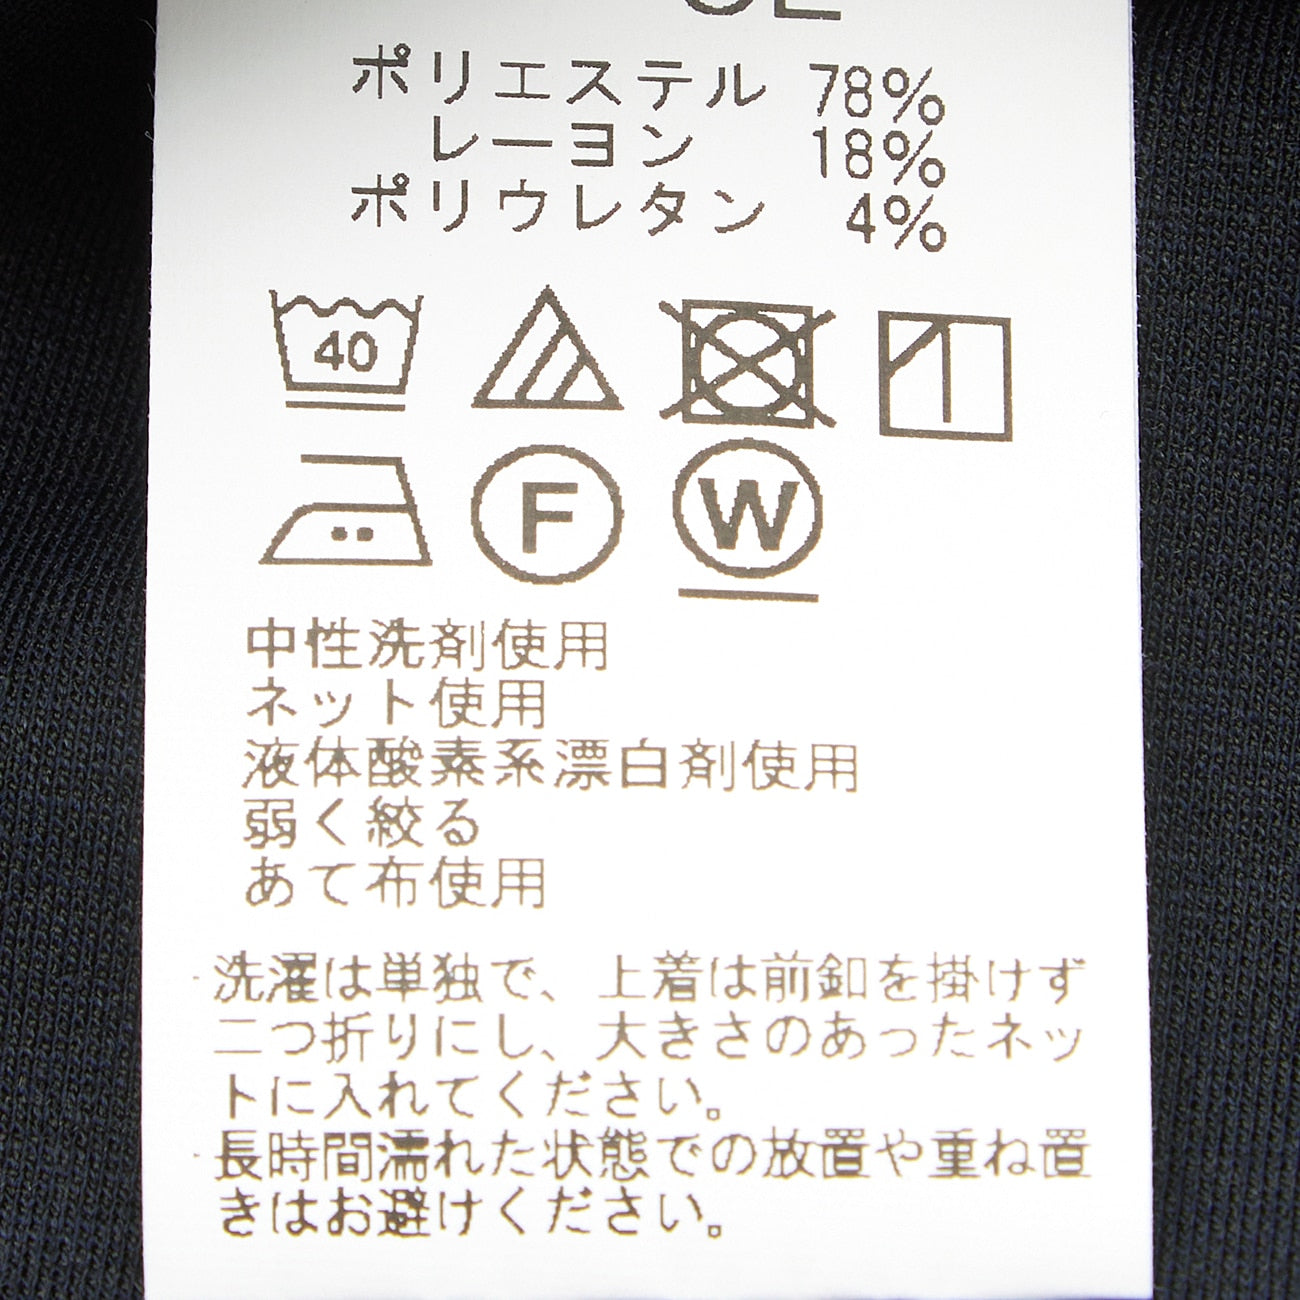 ポリエステル 78%
レーヨン 18%
ポリウレタン 4%
40
F
W
中性洗剤使用
ネット使用
液体酸素系漂白剤使用
弱く絞る
あて布使用
洗濯は単独で、上着は前釦を掛けず
二つ折りにし、大きさのあったネッ
トに入れてください。
長時間濡れた状態での放置や重ね置
きはお避けください。